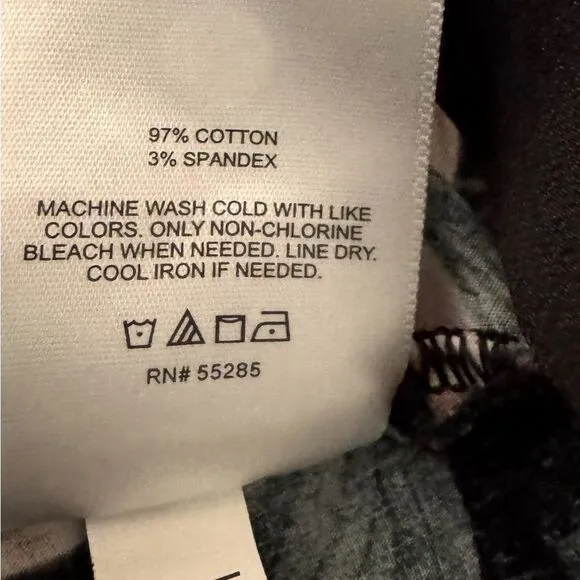 97% COTTON
3% SPANDEX
MACHINE WASH COLD WITH LIKE
COLORS. ONLY NON-CHLORINE
BLEACH WHEN NEEDED. LINE DRY.
COOL IRON IF NEEDED.
RN# 55285